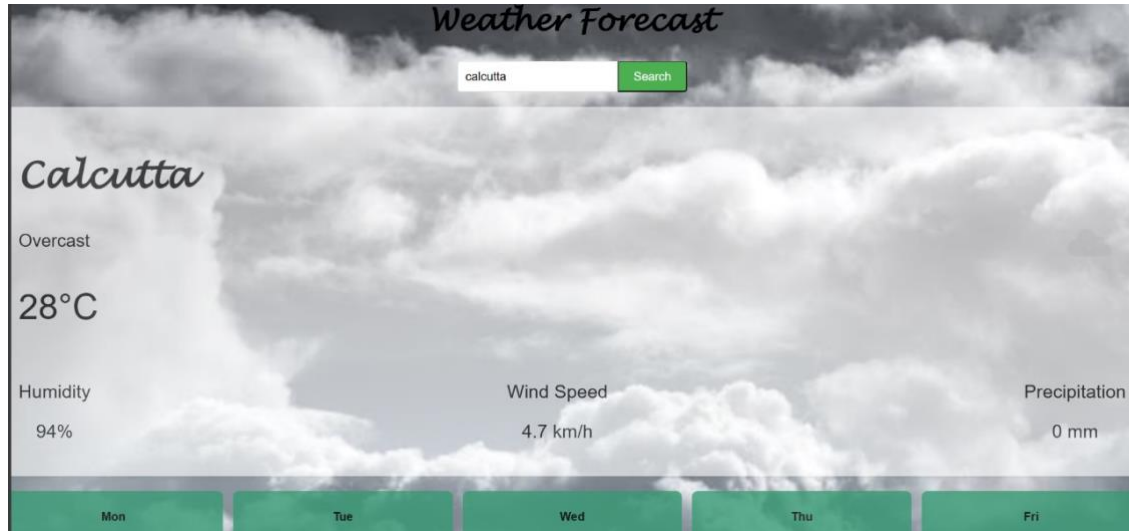 Weather Forecast
calcutta Search
Calcutta
Overcast
28°C
Humidity Wind Speed Precipitation
94% 4.7 km/h 0 mm
Mon Tue Wed Thu Fri